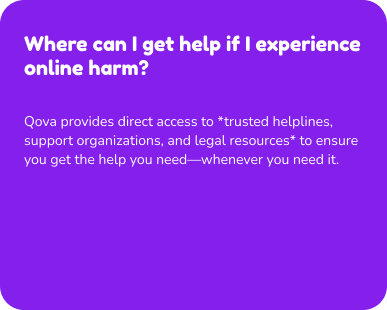 Where can I get help if I experience
online harm?
Qova provides direct access to *trusted helplines,
support organizations, and legal resources* to ensure
you get the help you need—whenever you need it.